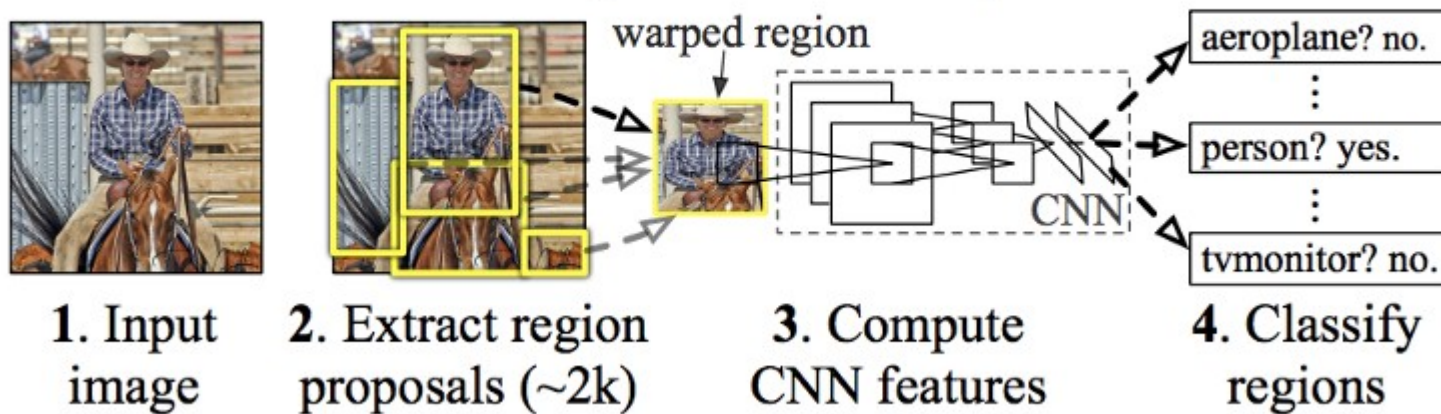 warped region
aeroplane? no.
⋮
person? yes.
⋮
tvmonitor? no.
CNN
1. Input
image
2. Extract region
proposals (~2k)
3. Compute
CNN features
4. Classify
regions